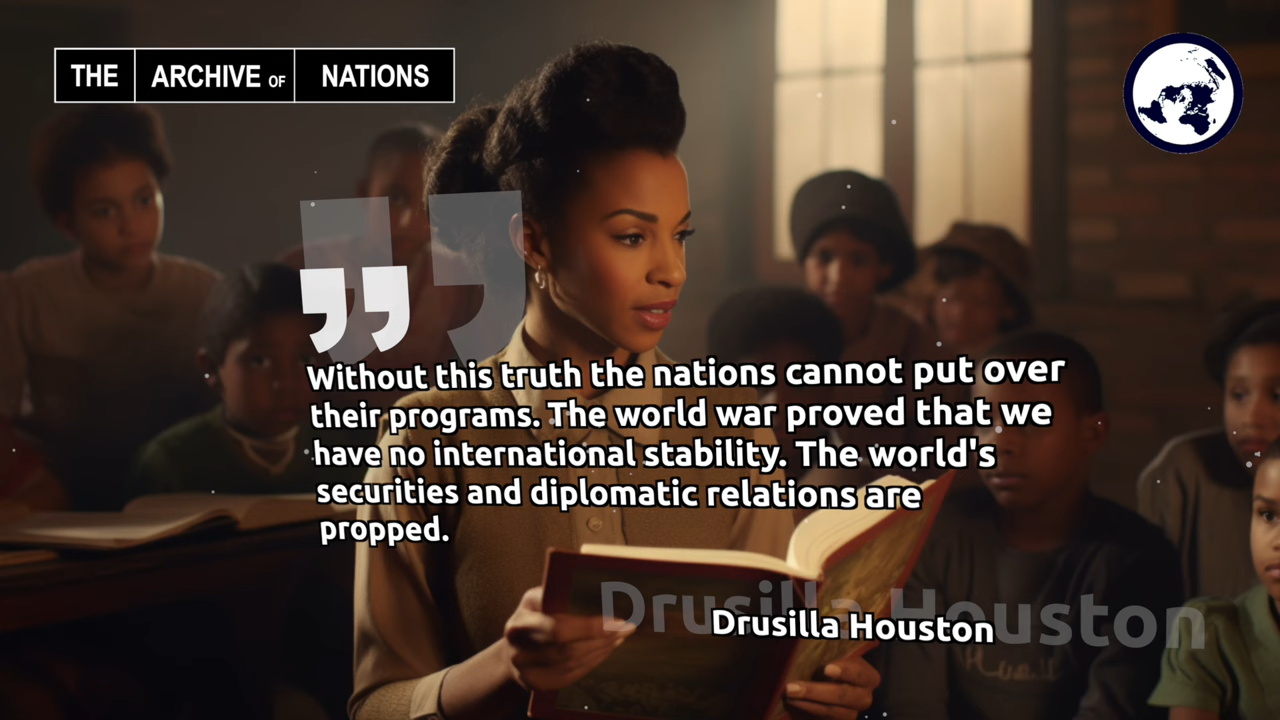 THE ARCHIVE OF NATIONS
”
Without this truth the nations cannot put over
their programs. The world war proved that we
have no international stability. The world's
securities and diplomatic relations are
propped.
Drusilla Houston
Drusilla Houston